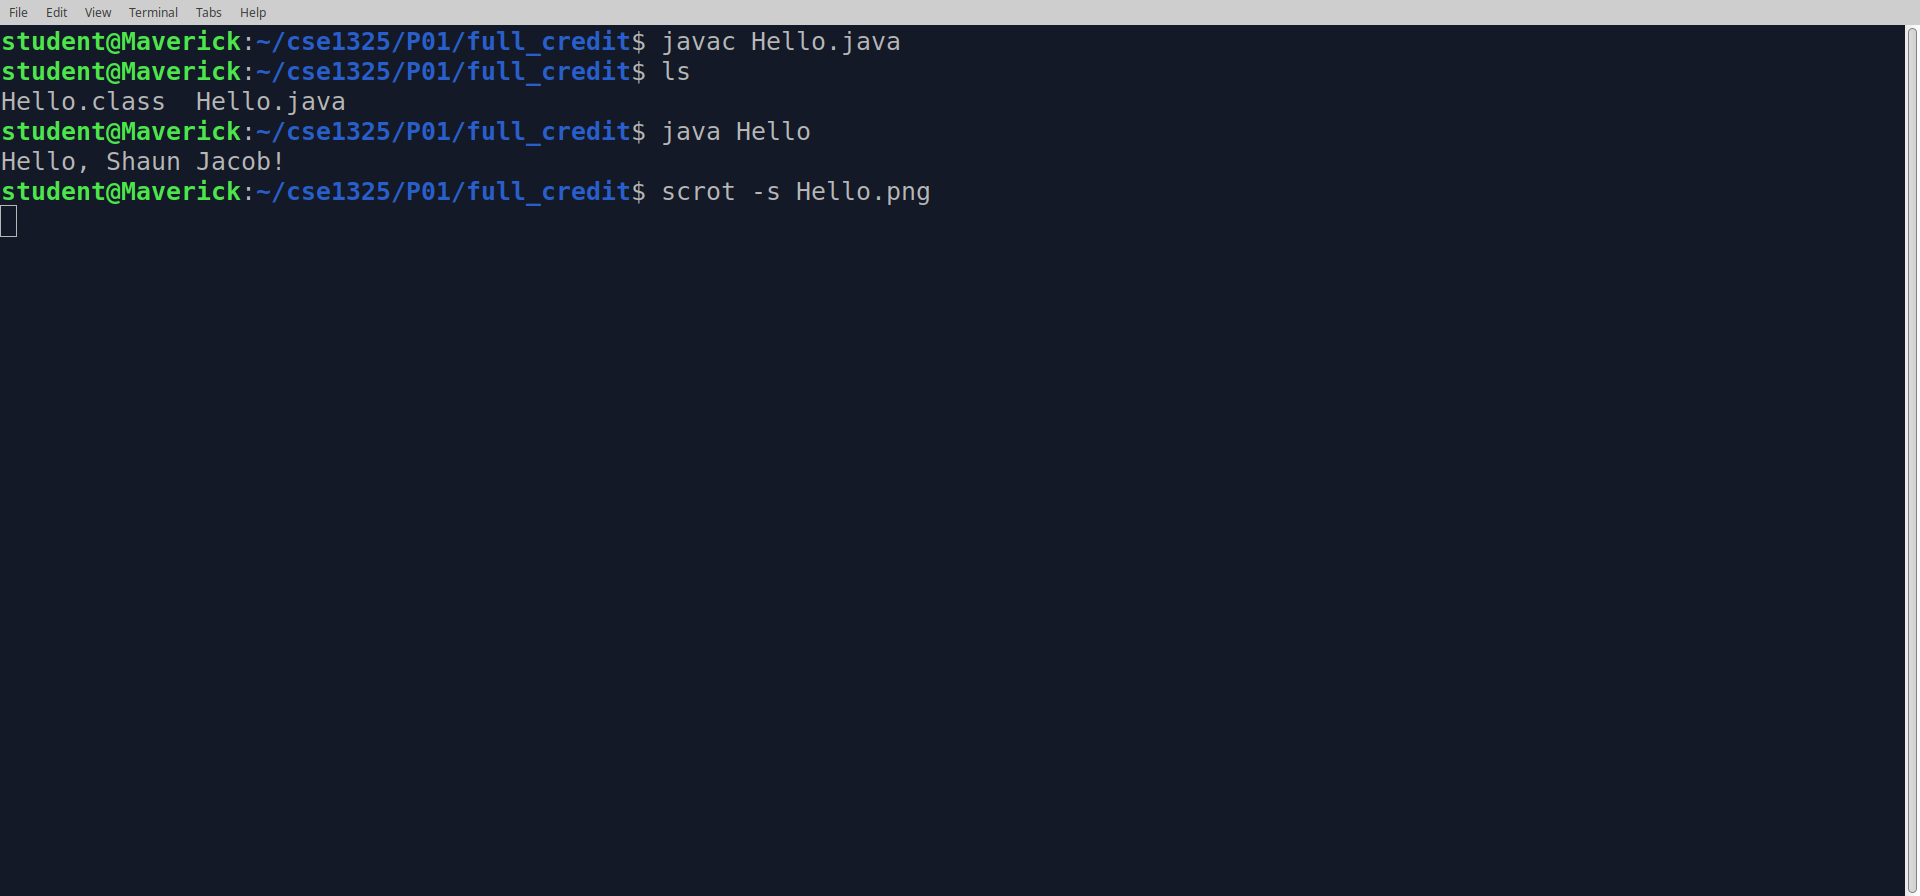 File Edit View Terminal Tabs Help
student@Maverick:~/cse1325/P01/full_credit$ javac Hello.java
student@Maverick:~/cse1325/P01/full_credit$ ls
Hello.class  Hello.java
student@Maverick:~/cse1325/P01/full_credit$ java Hello
Hello, Shaun Jacob!
student@Maverick:~/cse1325/P01/full_credit$ scrot -s Hello.png